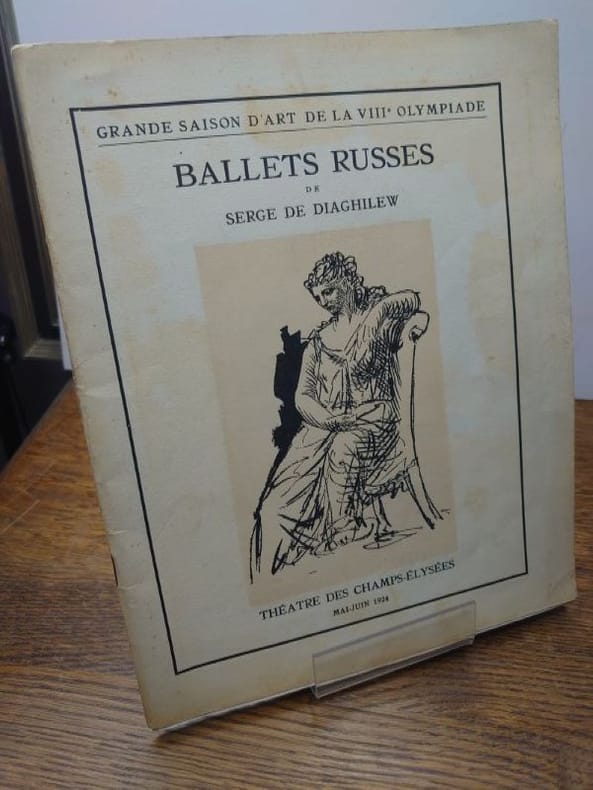 GRANDE SAISON D'ART DE LA VIIIᵉ OLYMPIADE
BALLETS RUSSES
DE
SERGE DE DIAGHILEW
THÉATRE DES CHAMPS-ÉLYSÉES
MAI-JUIN 1924